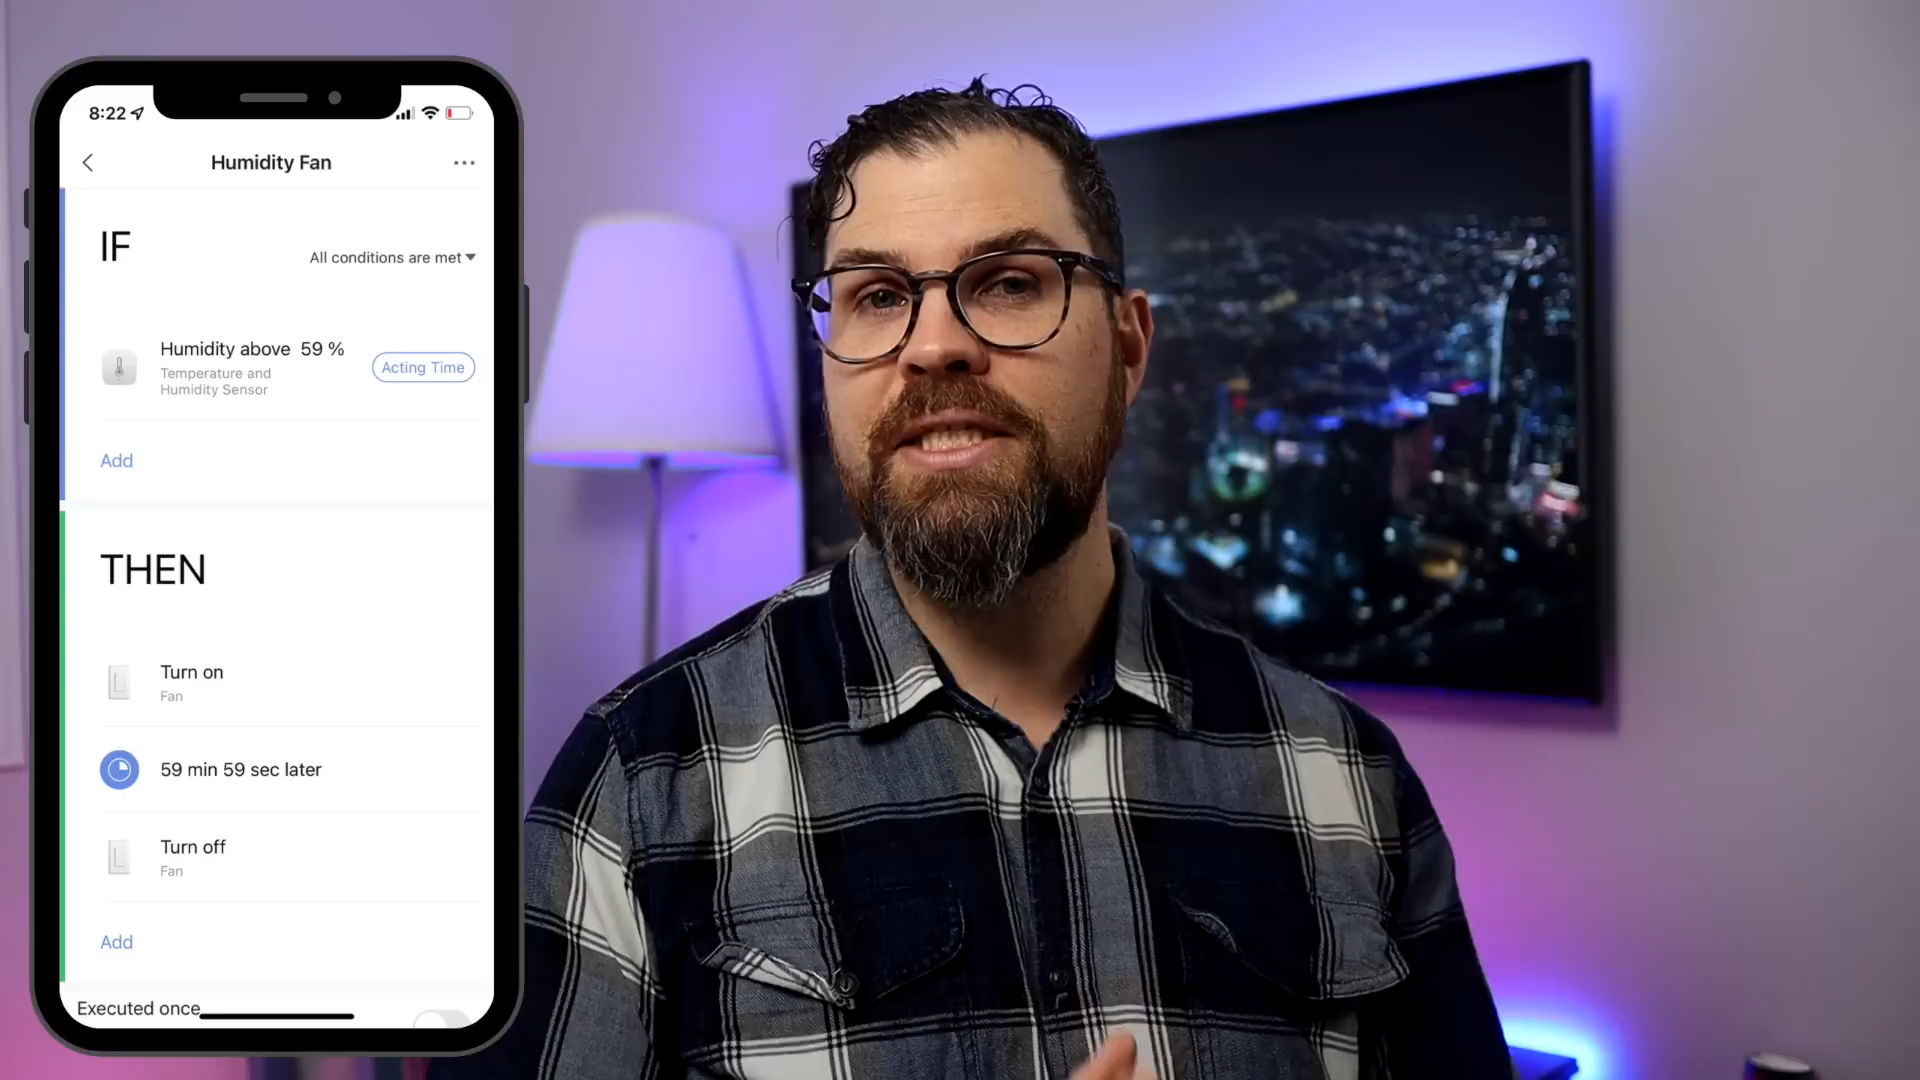 8:22
Humidity Fan
IF
All conditions are met
Humidity above 59 %
Temperature and
Humidity Sensor
Acting Time
Add
THEN
Turn on
Fan
59 min 59 sec later
Turn off
Fan
Add
Executed once